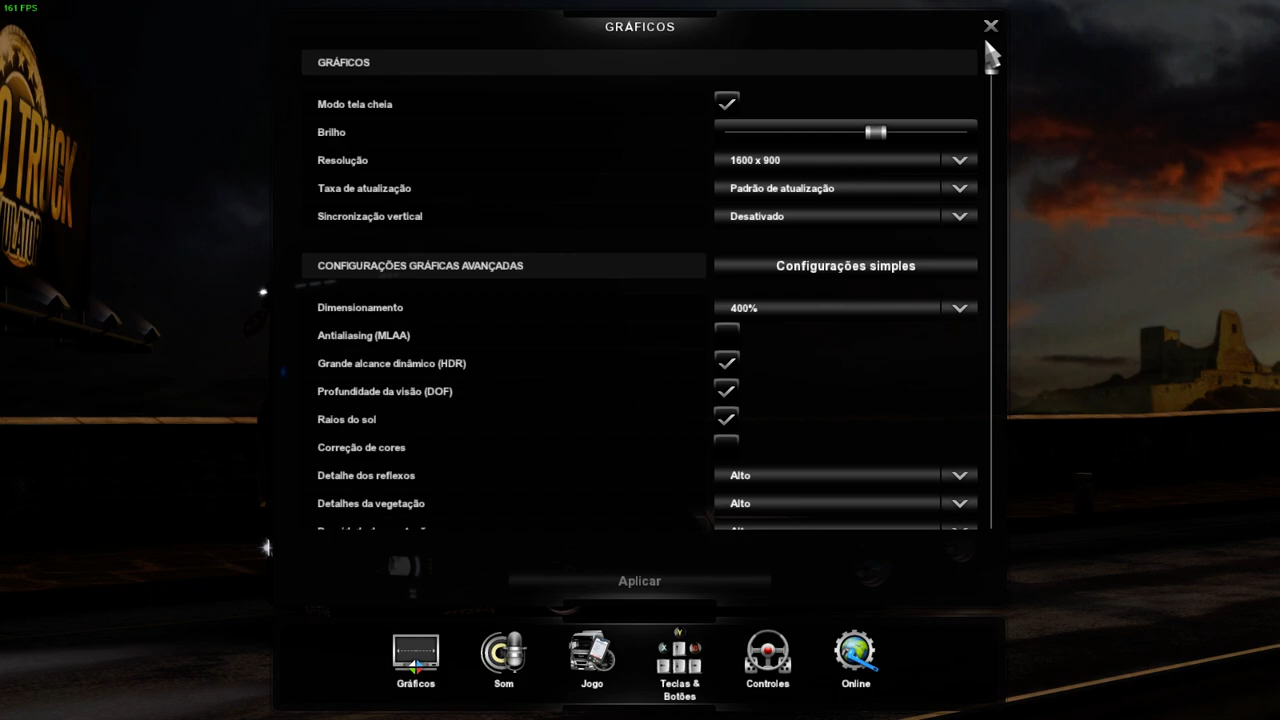 161 FPS
GRÁFICOS
GRÁFICOS
Modo tela cheia
Brilho
Resolução 1600 x 900
Taxa de atualização Padrão de atualização
Sincronização vertical Desativado
CONFIGURAÇÕES GRÁFICAS AVANÇADAS Configurações simples
Dimensionamento 400%
Antialiasing (MLAA)
Grande alcance dinâmico (HDR)
Profundidade da visão (DOF)
Raios do sol
Correção de cores
Detalhe dos reflexos Alto
Detalhes da vegetação Alto
Aplicar
Gráficos Som Jogo Teclas & Botões Controles Online
O TRUCK
ULATOR